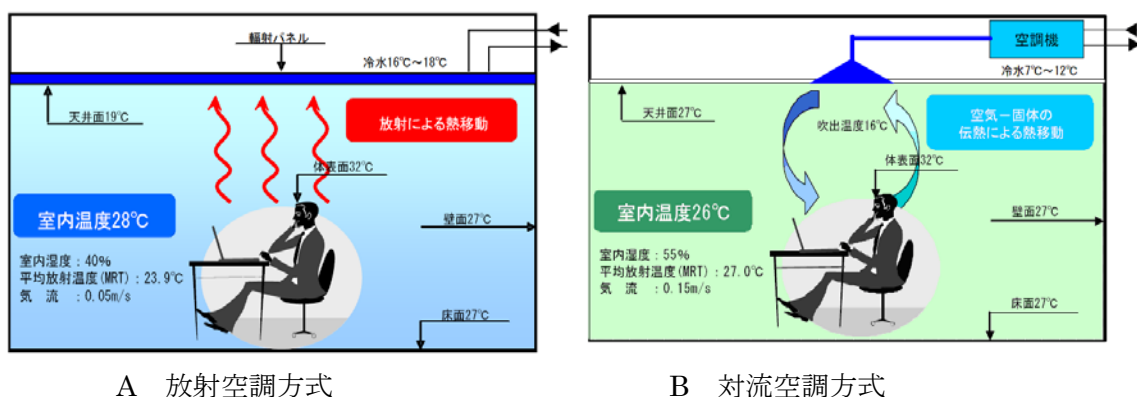 輻射パネル
冷水16℃～18℃
天井面19℃
放射による熱移動
体表面32℃
室内温度28℃
壁面27℃
室内湿度：40%
平均放射温度(MRT)：23.9℃
気　流　：0.05m/s
床面27℃
A　放射空調方式
空調機
冷水7℃～12℃
天井面27℃
吹出温度16℃
空気－固体の
伝熱による熱移動
体表面32℃
室内温度26℃
壁面27℃
室内湿度：55%
平均放射温度(MRT)：27.0℃
気　流　：0.15m/s
床面27℃
B　対流空調方式